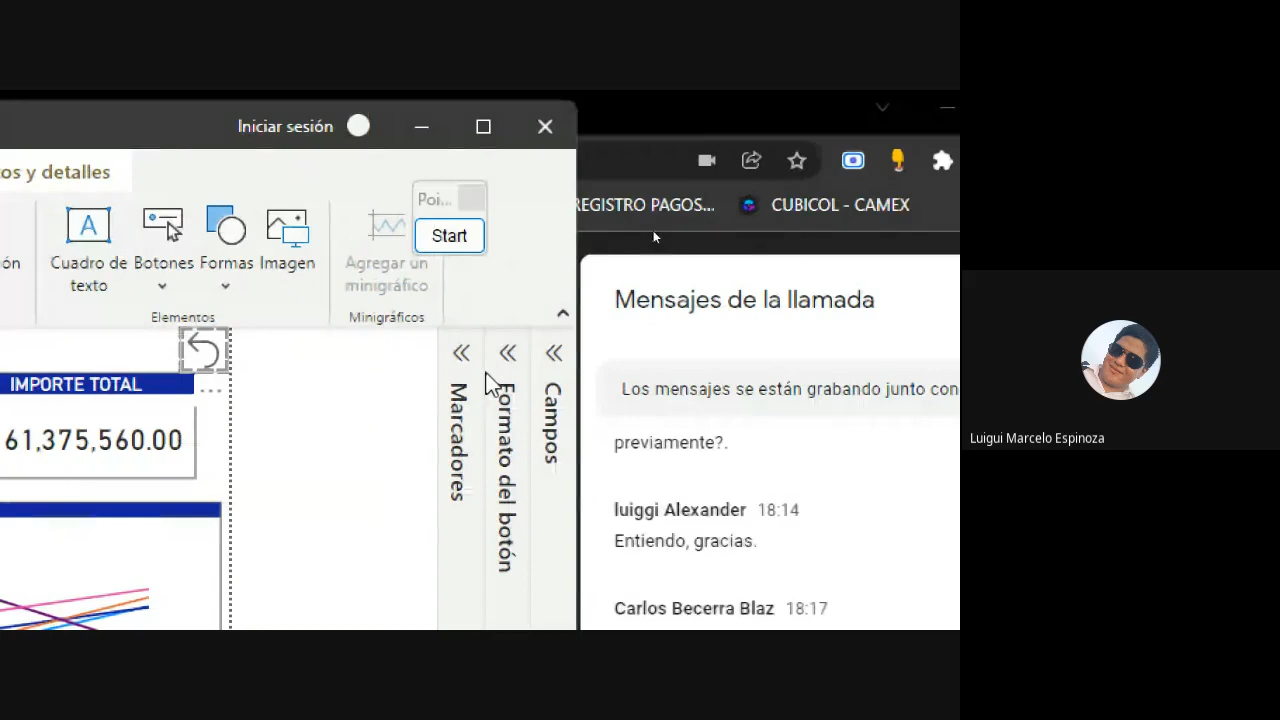 Iniciar sesión
REGISTRO PAGOS...
CUBICOL - CAMEX
os y detalles
Poi...
Start
ón
Cuadro de
texto
Botones
Formas
Imagen
Agregar un
minigráfico
Elementos
Minigráficos
IMPORTE TOTAL
61,375,560.00
Marcadores
Formato del botón
Campos
Mensajes de la llamada
Los mensajes se están grabando junto con
previamente?.
luiggi Alexander 18:14
Entiendo, gracias.
Carlos Becerra Blaz 18:17
Luigui Marcelo Espinoza